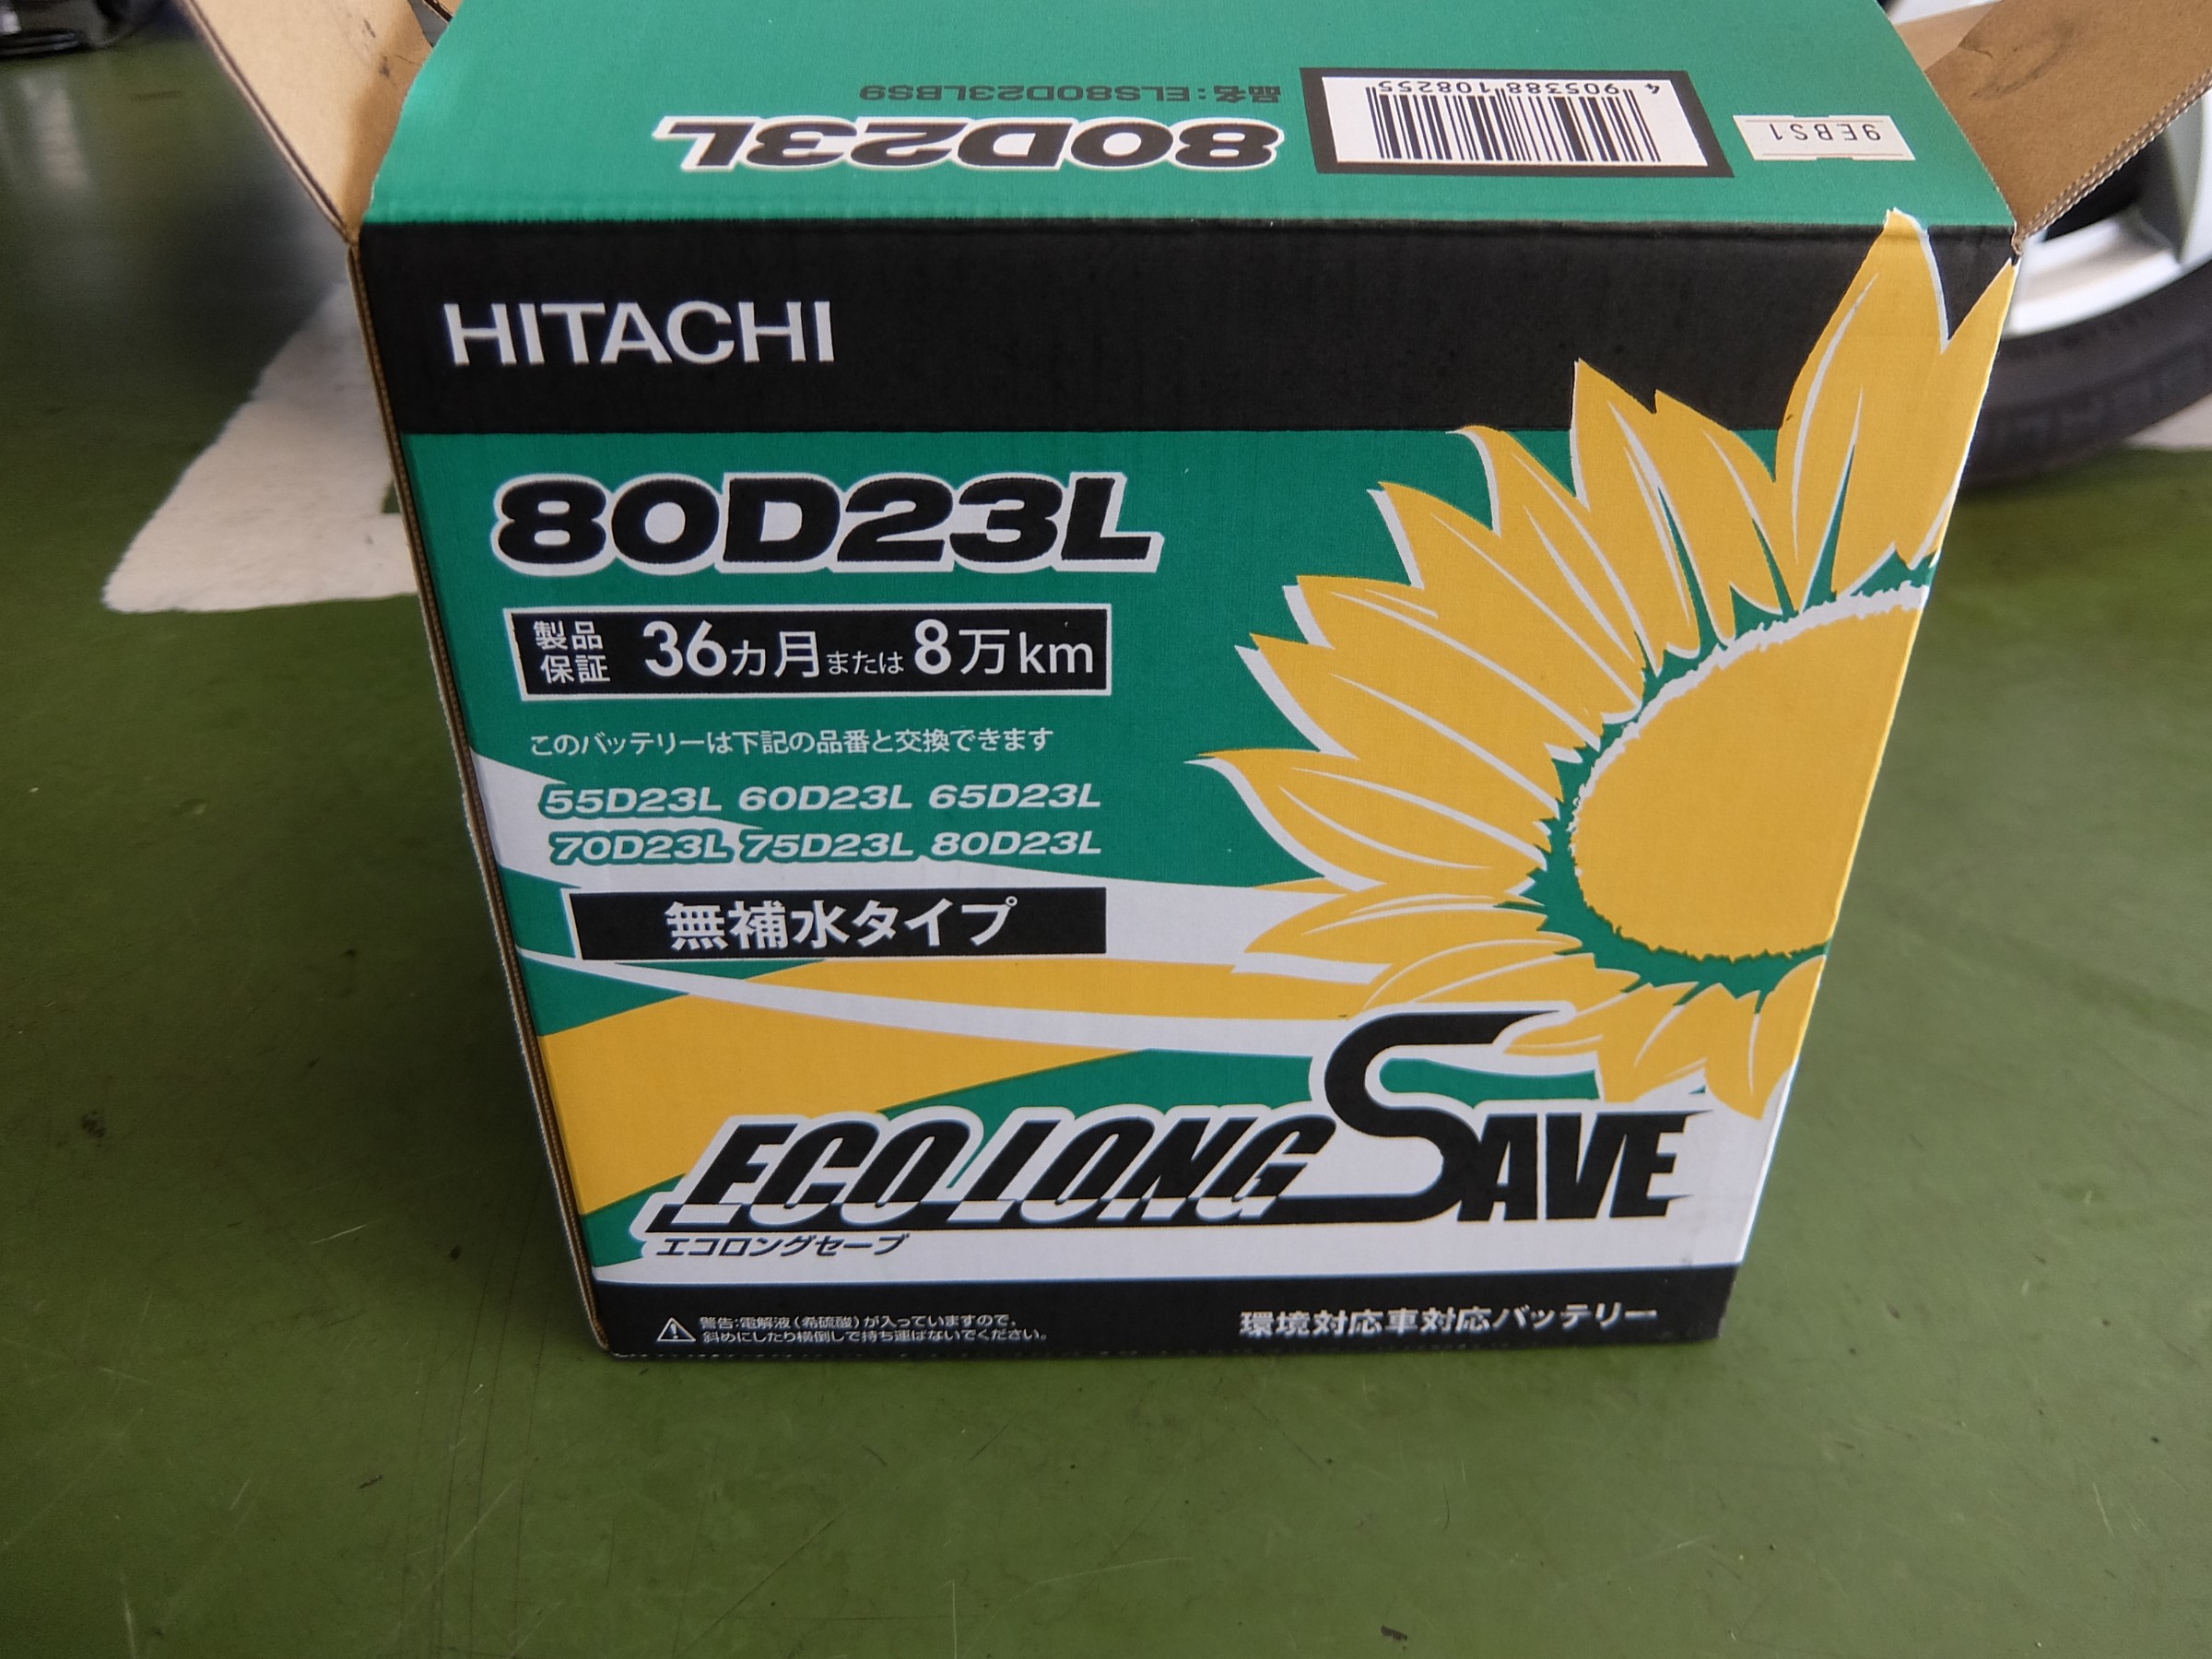 品名:ELS80D23LBS9
80D23L
4 905388 108255
9EBS1
HITACHI
80D23L
製品保証 36カ月または8万km
このバッテリーは下記の品番と交換できます
55D23L 60D23L 65D23L
70D23L 75D23L 80D23L
無補水タイプ
ECO LONG SAVE
エコロングセーブ
警告:電解液(希硫酸)が入っていますので、
斜めにしたり横倒しで持ち運ばないでください。
環境対応車対応バッテリー